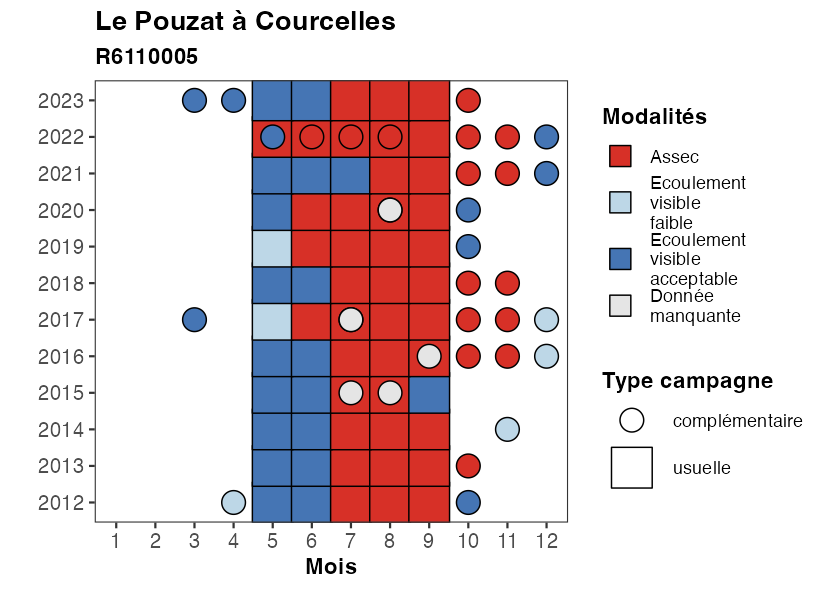 Le Pouzat à Courcelles
R6110005
2023
2022
2021
2020
2019
2018
2017
2016
2015
2014
2013
2012
1 2 3 4 5 6 7 8 9 10 11 12
Mois
Modalités
Assec
Ecoulement
visible
faible
Ecoulement
visible
acceptable
Donnée
manquante
Type campagne
complémentaire
usuelle